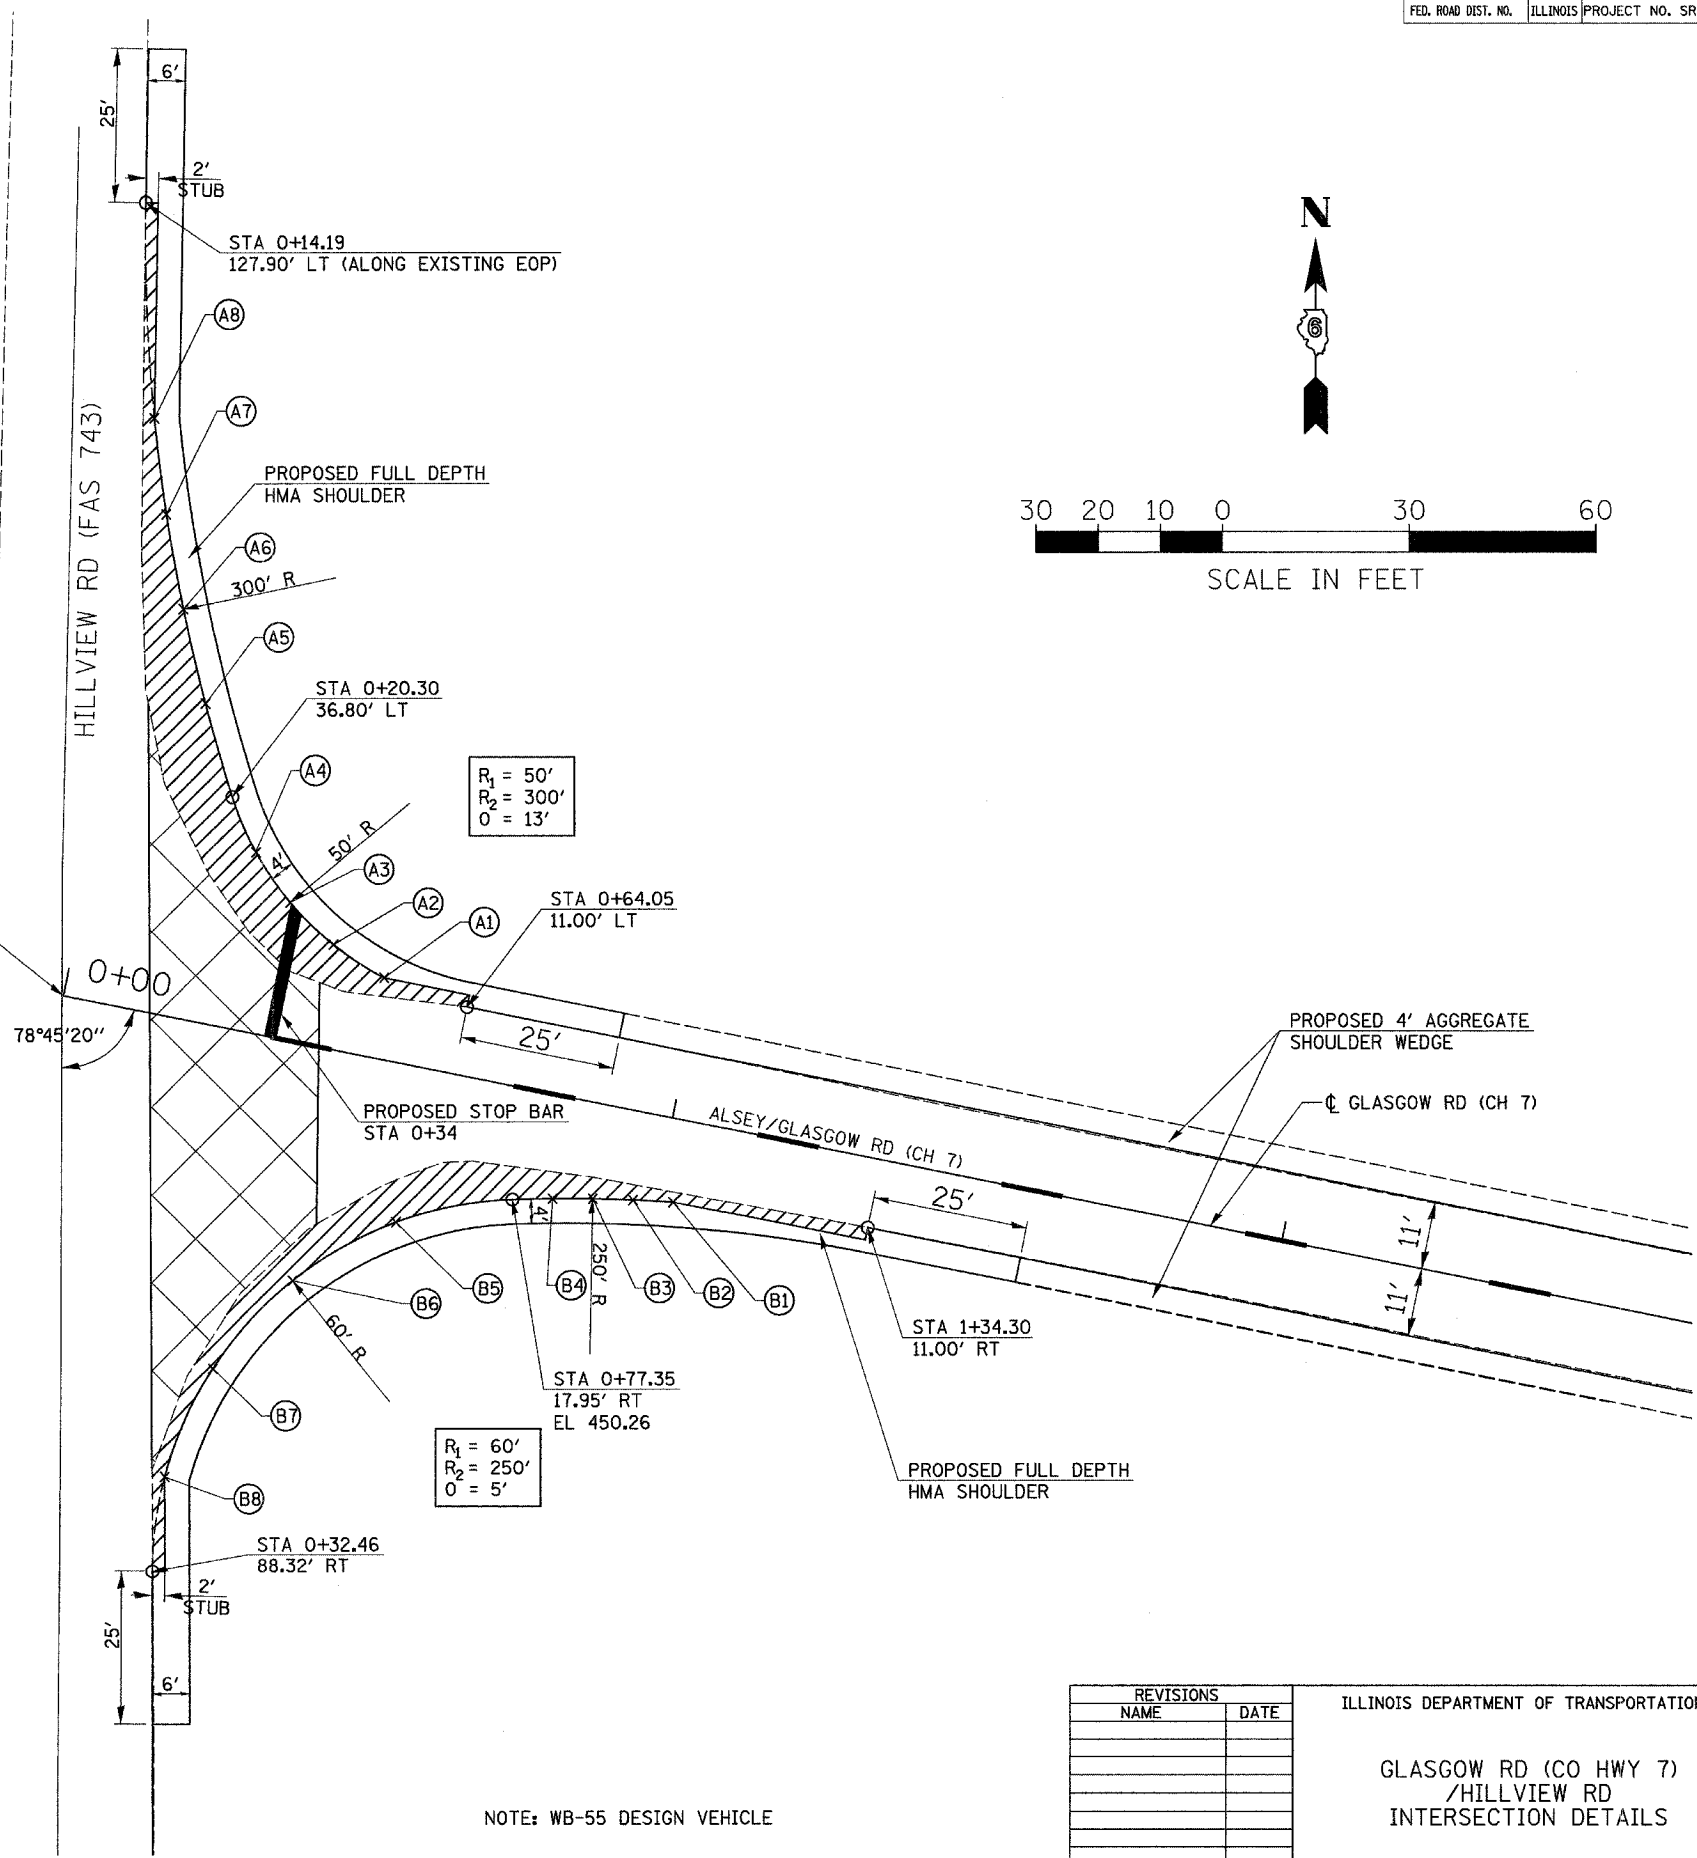 FED. ROAD DIST. NO. ILLINOIS PROJECT NO. SR
6'
25'
2'
STUB
N
STA 0+14.19
127.90' LT (ALONG EXISTING EOP)
A8
6
A7
HILLVIEW RD (FAS 743)
PROPOSED FULL DEPTH
HMA SHOULDER
30 20 10 0 30 60
SCALE IN FEET
A6
300' R
A5
STA 0+20.30
36.80' LT
A4
R1 = 50'
R2 = 300'
O = 13'
50' R
4'
A3
A2
A1
STA 0+64.05
11.00' LT
0+00
78°45'20"
25'
PROPOSED 4' AGGREGATE
SHOULDER WEDGE
PROPOSED STOP BAR
STA 0+34
ALSEY/GLASGOW RD (CH 7)
℄ GLASGOW RD (CH 7)
25'
11'
11'
4'
250' R
B5
B4
B3
B2
B1
B6
60' R
STA 1+34.30
11.00' RT
STA 0+77.35
17.95' RT
EL 450.26
B7
R1 = 60'
R2 = 250'
O = 5'
PROPOSED FULL DEPTH
HMA SHOULDER
B8
STA 0+32.46
88.32' RT
2'
STUB
25'
6'
NOTE: WB-55 DESIGN VEHICLE
REVISIONS
NAME DATE
ILLINOIS DEPARTMENT OF TRANSPORTATION
GLASGOW RD (CO HWY 7)
/HILLVIEW RD
INTERSECTION DETAILS